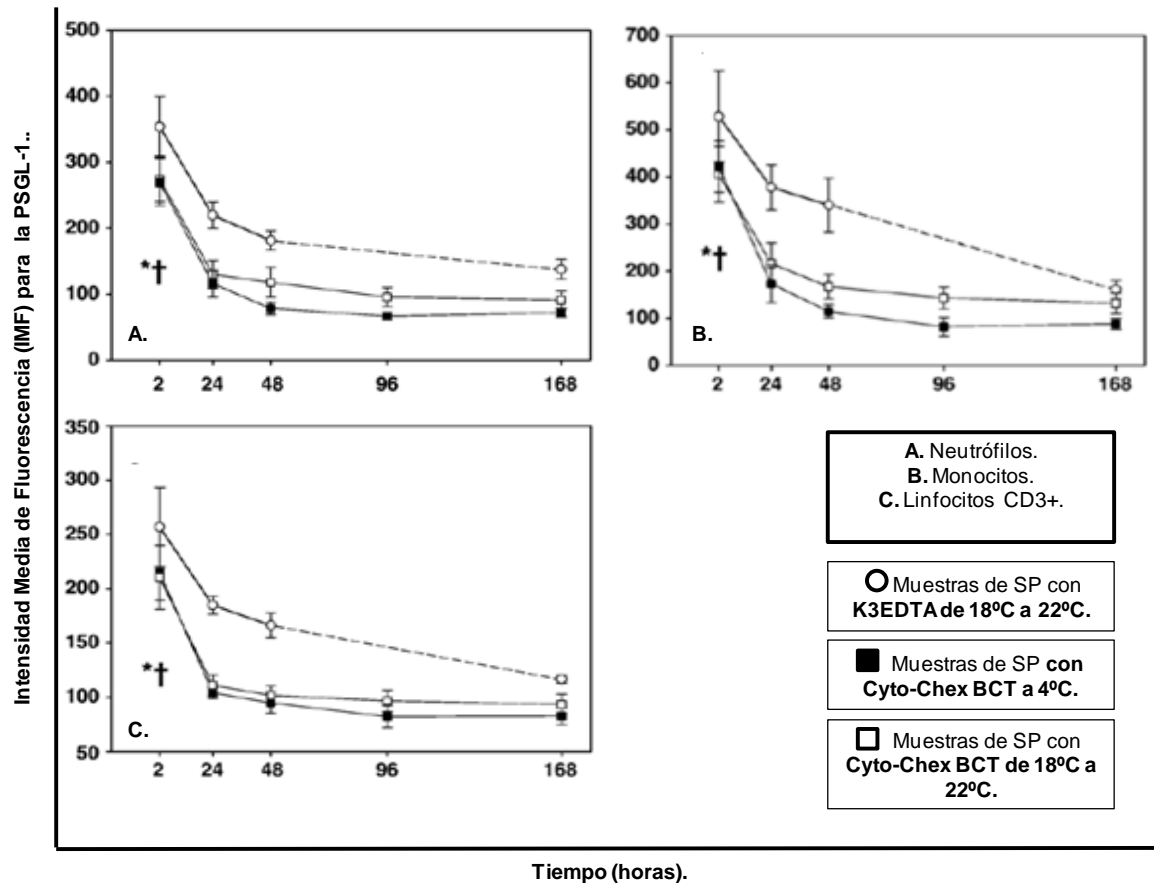 Intensidad Media de Fluorescencia (IMF) para la PSGL-1..
500
400
300
200
100
0
*†
A.
2 24 48 96 168
700
600
500
400
300
200
100
0
*†
B.
2 24 48 96 168
350
300
250
200
150
100
50
*†
C.
2 24 48 96 168
A. Neutrófilos.
B. Monocitos.
C. Linfocitos CD3+.
Muestras de SP con
K3EDTA de 18ºC a 22ºC.
Muestras de SP con
Cyto-Chex BCT a 4ºC.
Muestras de SP con
Cyto-Chex BCT de 18ºC a
22ºC.
Tiempo (horas).